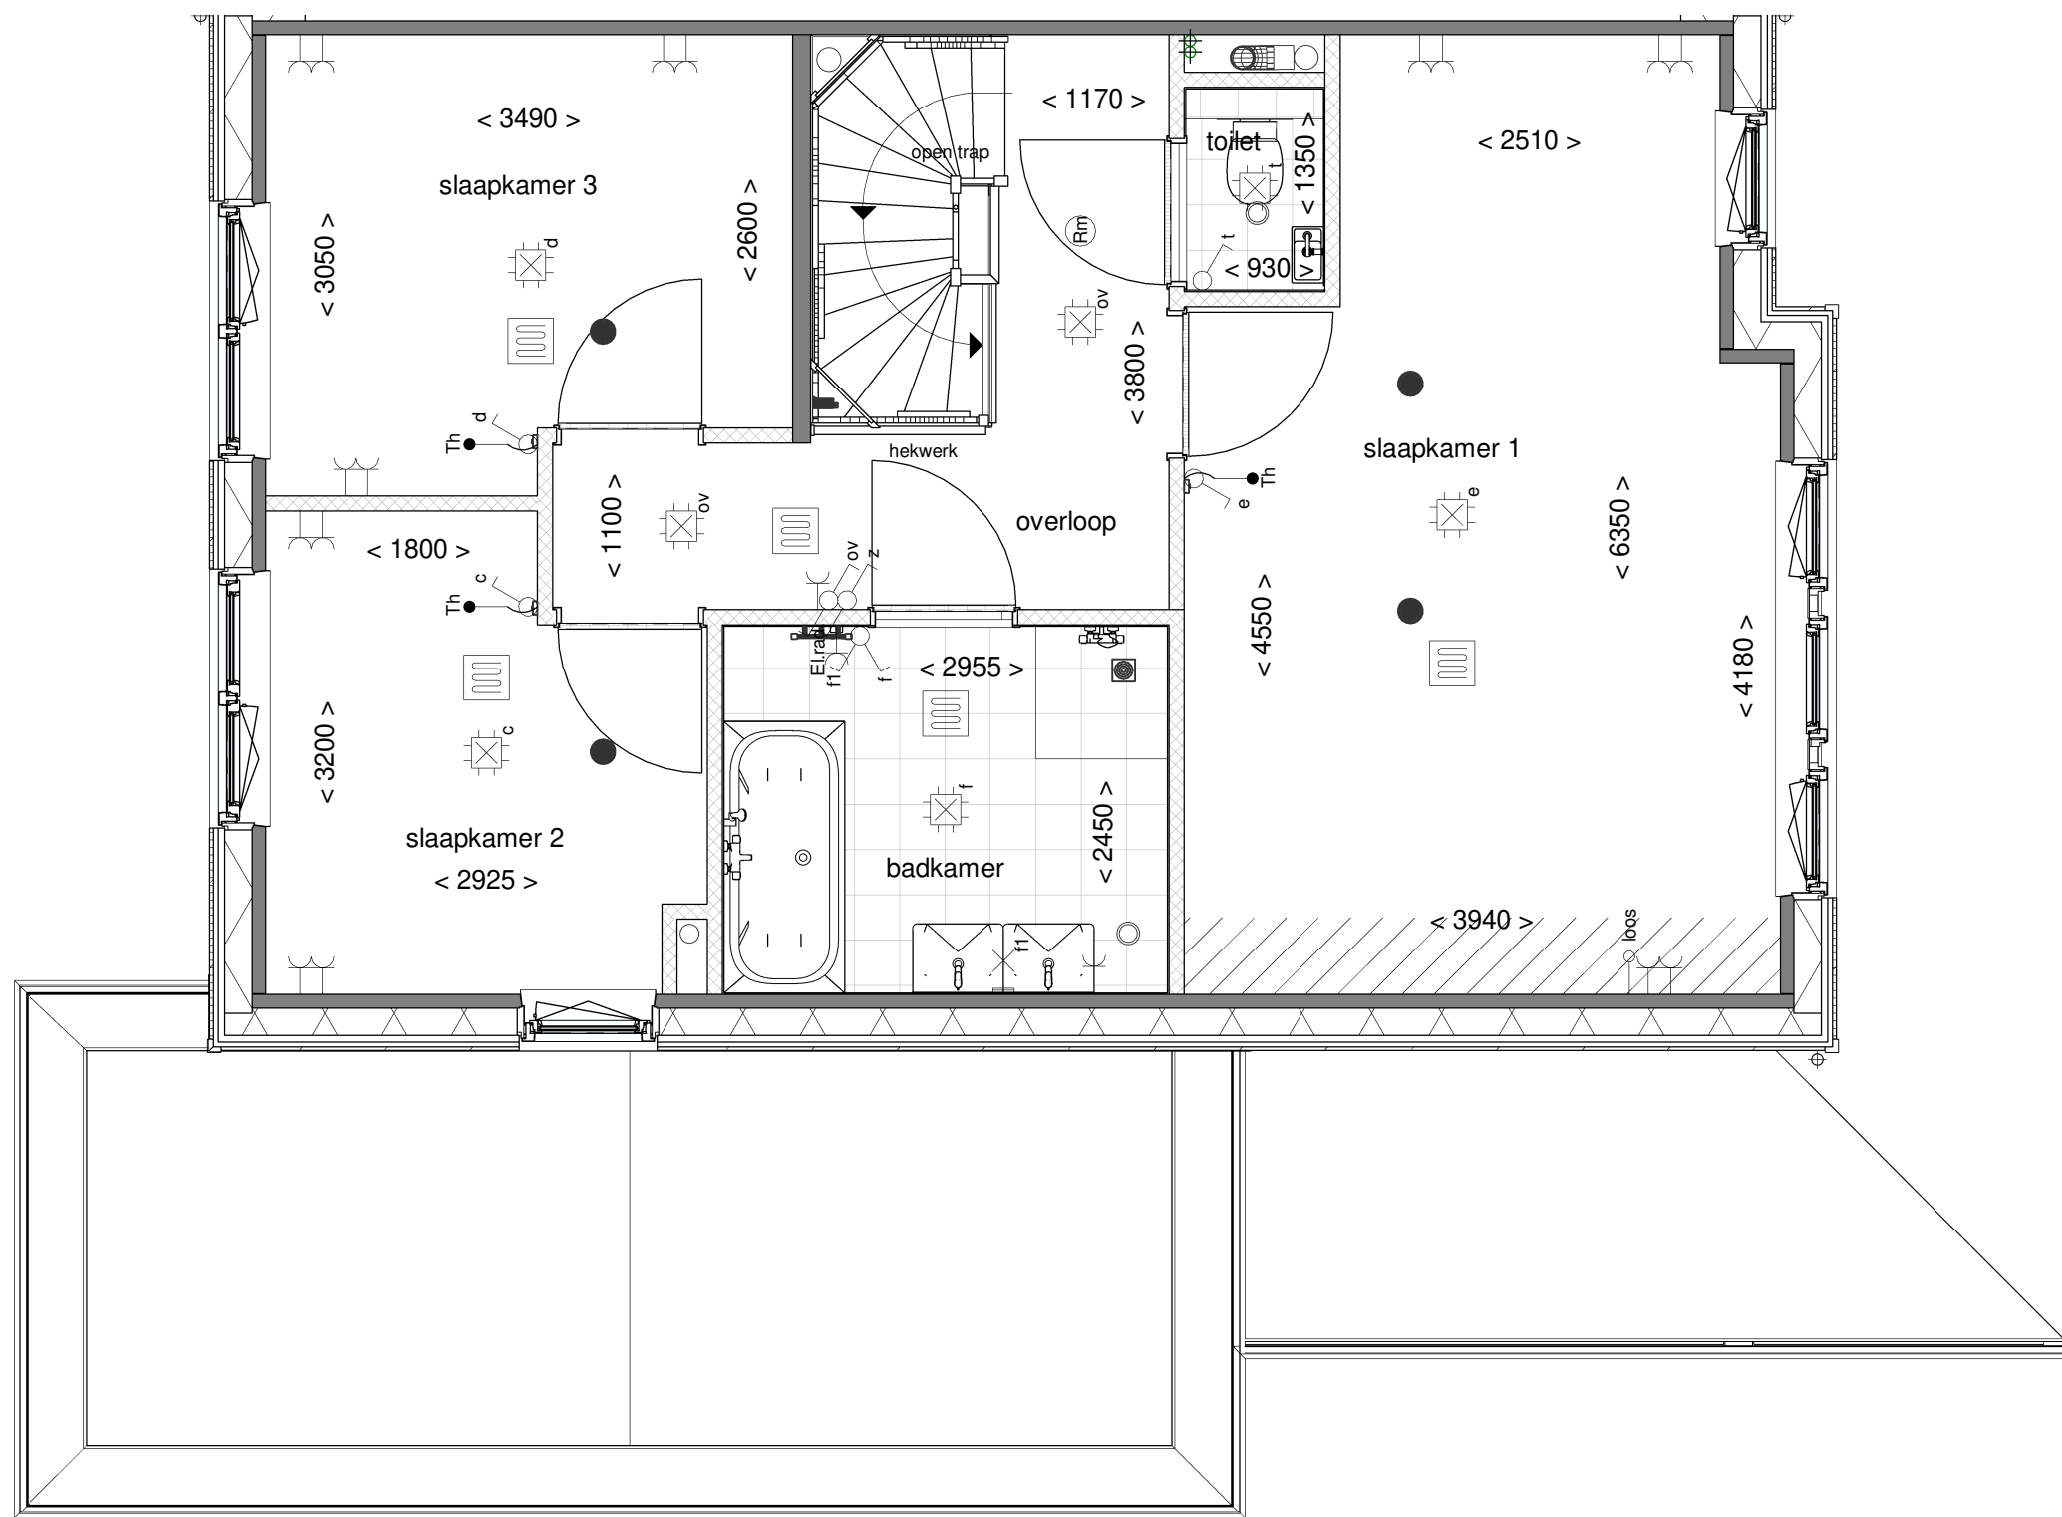 < 3490 >
< 1170 >
open trap
toilet
< 1350 >
t
< 2510 >
slaapkamer 3
< 2600 >
Rm
t
< 930 >
d
< 3050 >
ov
< 3800 >
d
Th
hekwerk
slaapkamer 1
Th
e
e
< 6350 >
< 1100 >
ov
overloop
< 1800 >
c
Th
ov
z
< 4550 >
< 4180 >
El.rad
f1
f
< 2955 >
< 3200 >
c
f
< 2450 >
slaapkamer 2
< 2925 >
badkamer
f1
< 3940 >
loos